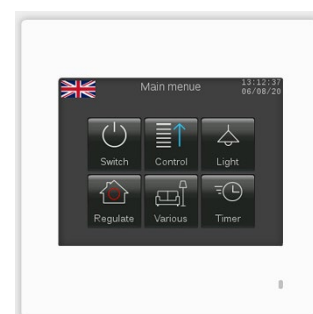 Main menue
13:12:37
06/08/20
Switch
Control
Light
Regulate
Various
Timer